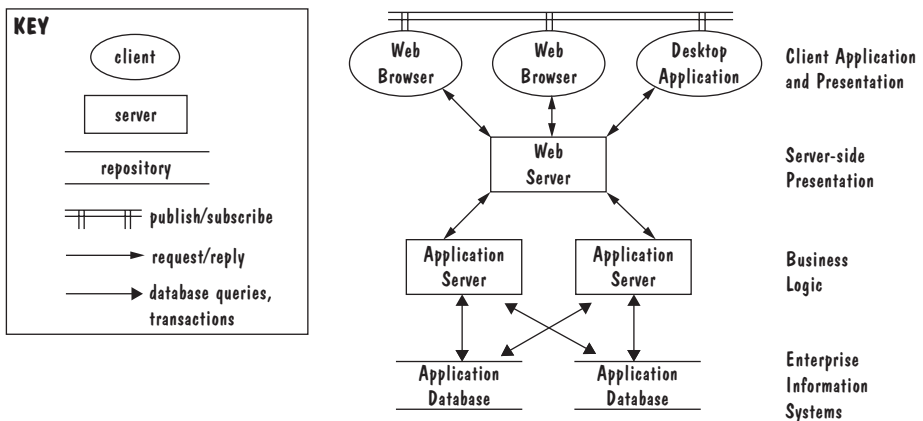 KEY
client
server
repository
publish/subscribe
request/reply
database queries,
transactions
Web
Browser
Web
Browser
Desktop
Application
Client Application
and Presentation
Web
Server
Server-side
Presentation
Application
Server
Application
Server
Business
Logic
Application
Database
Application
Database
Enterprise
Information
Systems